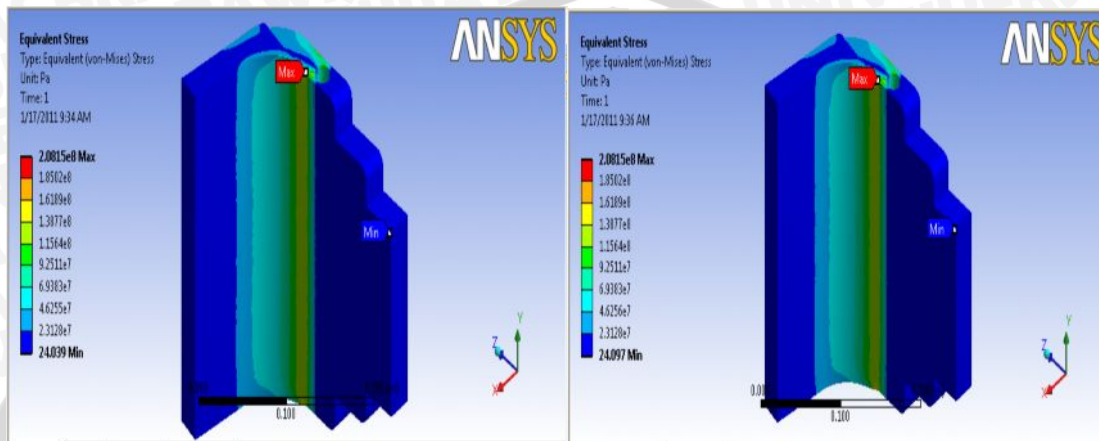 ANSYS
Equivalent Stress
Type: Equivalent (von-Mises) Stress
Unit: Pa
Time: 1
1/17/2011 9:34 AM
2.0815e8 Max
1.8502e8
1.6189e8
1.3877e8
1.1564e8
9.2511e7
6.9383e7
4.6255e7
2.3128e7
24.039 Min
Max
Min
Y
Z
X
0.100
ANSYS
Equivalent Stress
Type: Equivalent (von-Mises) Stress
Unit: Pa
Time: 1
1/17/2011 9:36 AM
2.0815e8 Max
1.8502e8
1.6189e8
1.3877e8
1.1564e8
9.2511e7
6.9383e7
4.6256e7
2.3128e7
24.097 Min
Max
Min
Y
Z
X
0.100